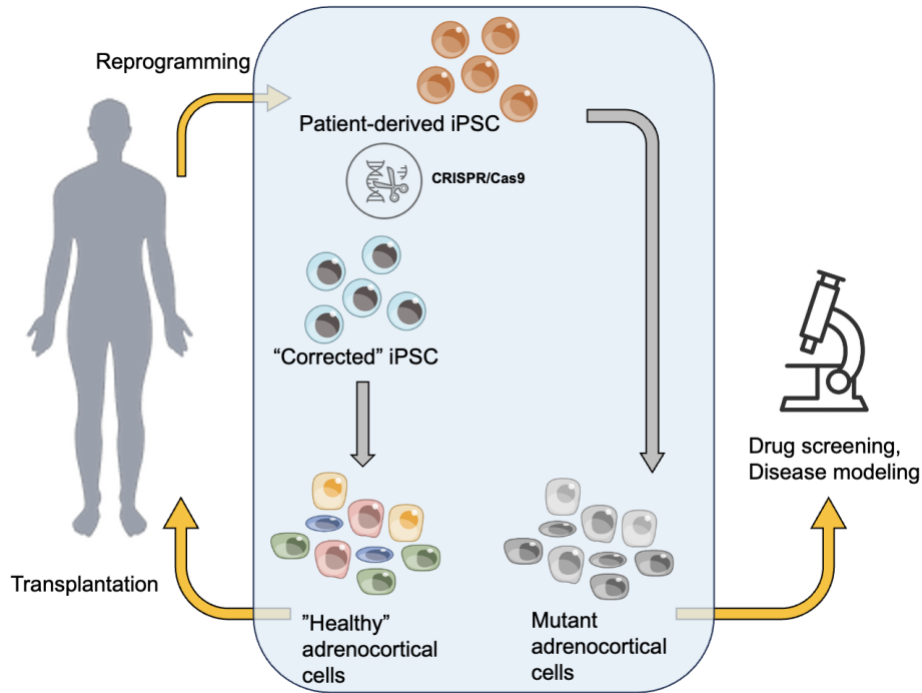 Reprogramming
Patient-derived iPSC
CRISPR/Cas9
“Corrected” iPSC
Drug screening,
Disease modeling
Transplantation
”Healthy”
adrenocortical
cells
Mutant
adrenocortical
cells